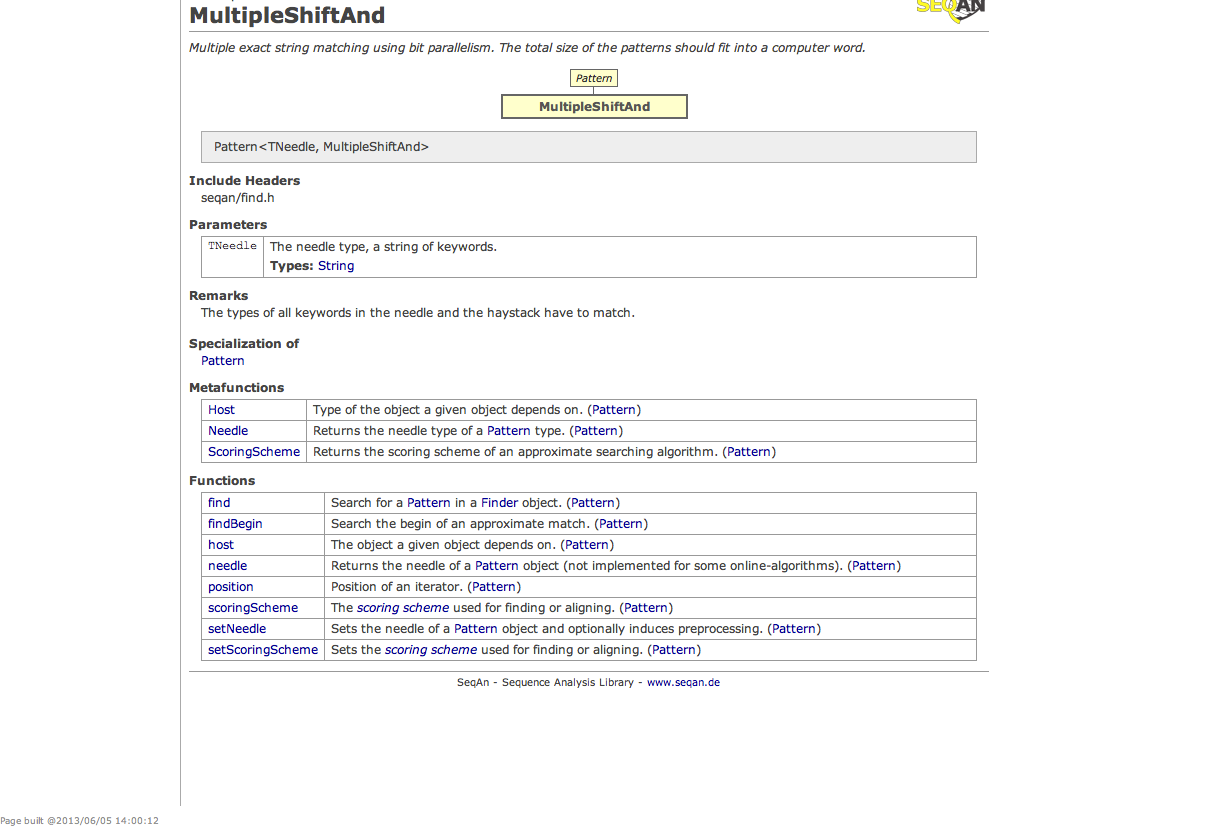 SEQAN
MultipleShiftAnd
Multiple exact string matching using bit parallelism. The total size of the patterns should fit into a computer word.
Pattern
MultipleShiftAnd
Pattern<TNeedle, MultipleShiftAnd>
Include Headers
seqan/find.h
Parameters
TNeedle The needle type, a string of keywords.
Types: String
Remarks
The types of all keywords in the needle and the haystack have to match.
Specialization of
Pattern
Metafunctions
Host Type of the object a given object depends on. (Pattern)
Needle Returns the needle type of a Pattern type. (Pattern)
ScoringScheme Returns the scoring scheme of an approximate searching algorithm. (Pattern)
Functions
find Search for a Pattern in a Finder object. (Pattern)
findBegin Search the begin of an approximate match. (Pattern)
host The object a given object depends on. (Pattern)
needle Returns the needle of a Pattern object (not implemented for some online-algorithms). (Pattern)
position Position of an iterator. (Pattern)
scoringScheme The scoring scheme used for finding or aligning. (Pattern)
setNeedle Sets the needle of a Pattern object and optionally induces preprocessing. (Pattern)
setScoringScheme Sets the scoring scheme used for finding or aligning. (Pattern)
SeqAn - Sequence Analysis Library - www.seqan.de
Page built @2013/06/05 14:00:12